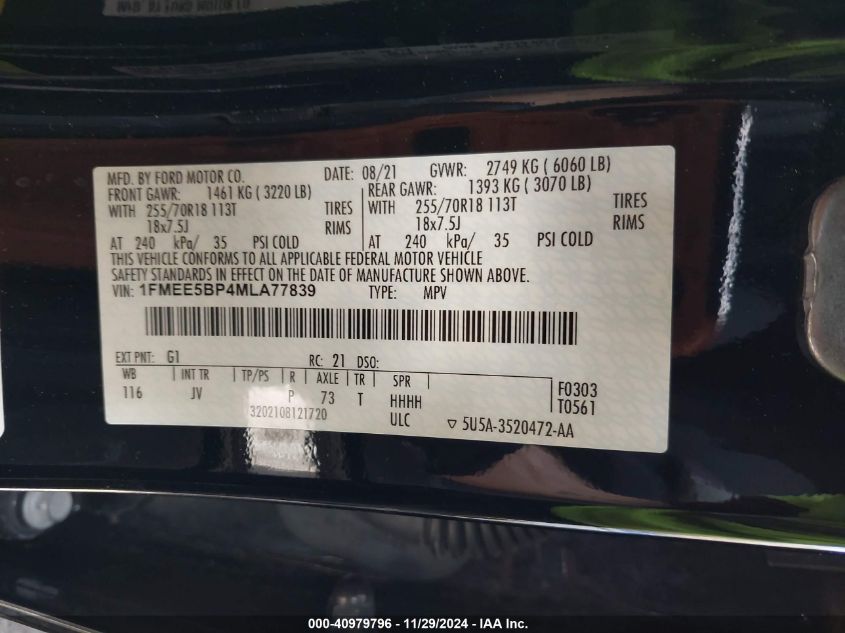 MFD. BY FORD MOTOR CO. DATE: 08/21 GVWR: 2749 KG ( 6060 LB)
FRONT GAWR: 1461 KG ( 3220 LB) REAR GAWR: 1393 KG ( 3070 LB)
WITH 255/70R18 113T TIRES WITH 255/70R18 113T TIRES
18x7.5J RIMS 18x7.5J RIMS
AT 240 kPa/ 35 PSI COLD AT 240 kPa/ 35 PSI COLD
THIS VEHICLE CONFORMS TO ALL APPLICABLE FEDERAL MOTOR VEHICLE
SAFETY STANDARDS IN EFFECT ON THE DATE OF MANUFACTURE SHOWN ABOVE.
VIN: 1FMEE5BP4MLA77839 TYPE: MPV
EXT PNT: G1 RC: 21 DSO:
WB INT TR TP/PS R AXLE TR SPR
116 JV P 73 T HHHH F0303
3202108121720 ULC T0561
5U5A-3520472-AA
000-40979796 - 11/29/2024 - IAA Inc.